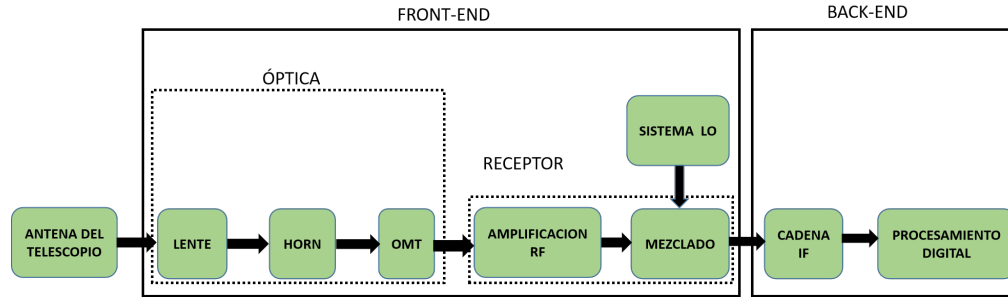 FRONT-END
BACK-END
ÓPTICA
SISTEMA LO
RECEPTOR
ANTENA DEL
TELESCOPIO
LENTE
HORN
OMT
AMPLIFICACION
RF
MEZCLADO
CADENA
IF
PROCESAMIENTO
DIGITAL